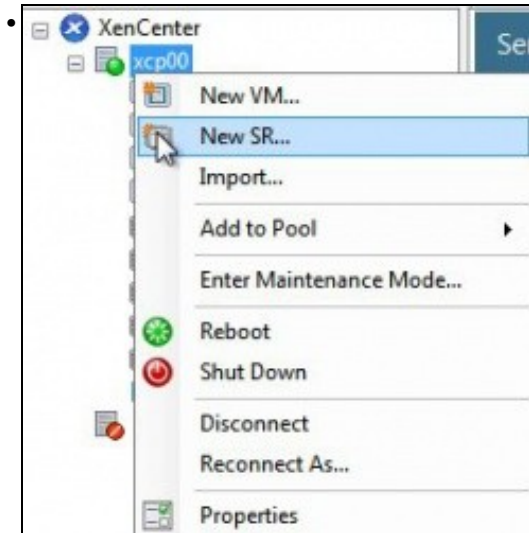 XenCenter
xcp00
New VM...
New SR...
Import...
Add to Pool
Enter Maintenance Mode...
Reboot
Shut Down
Disconnect
Reconnect As...
Properties